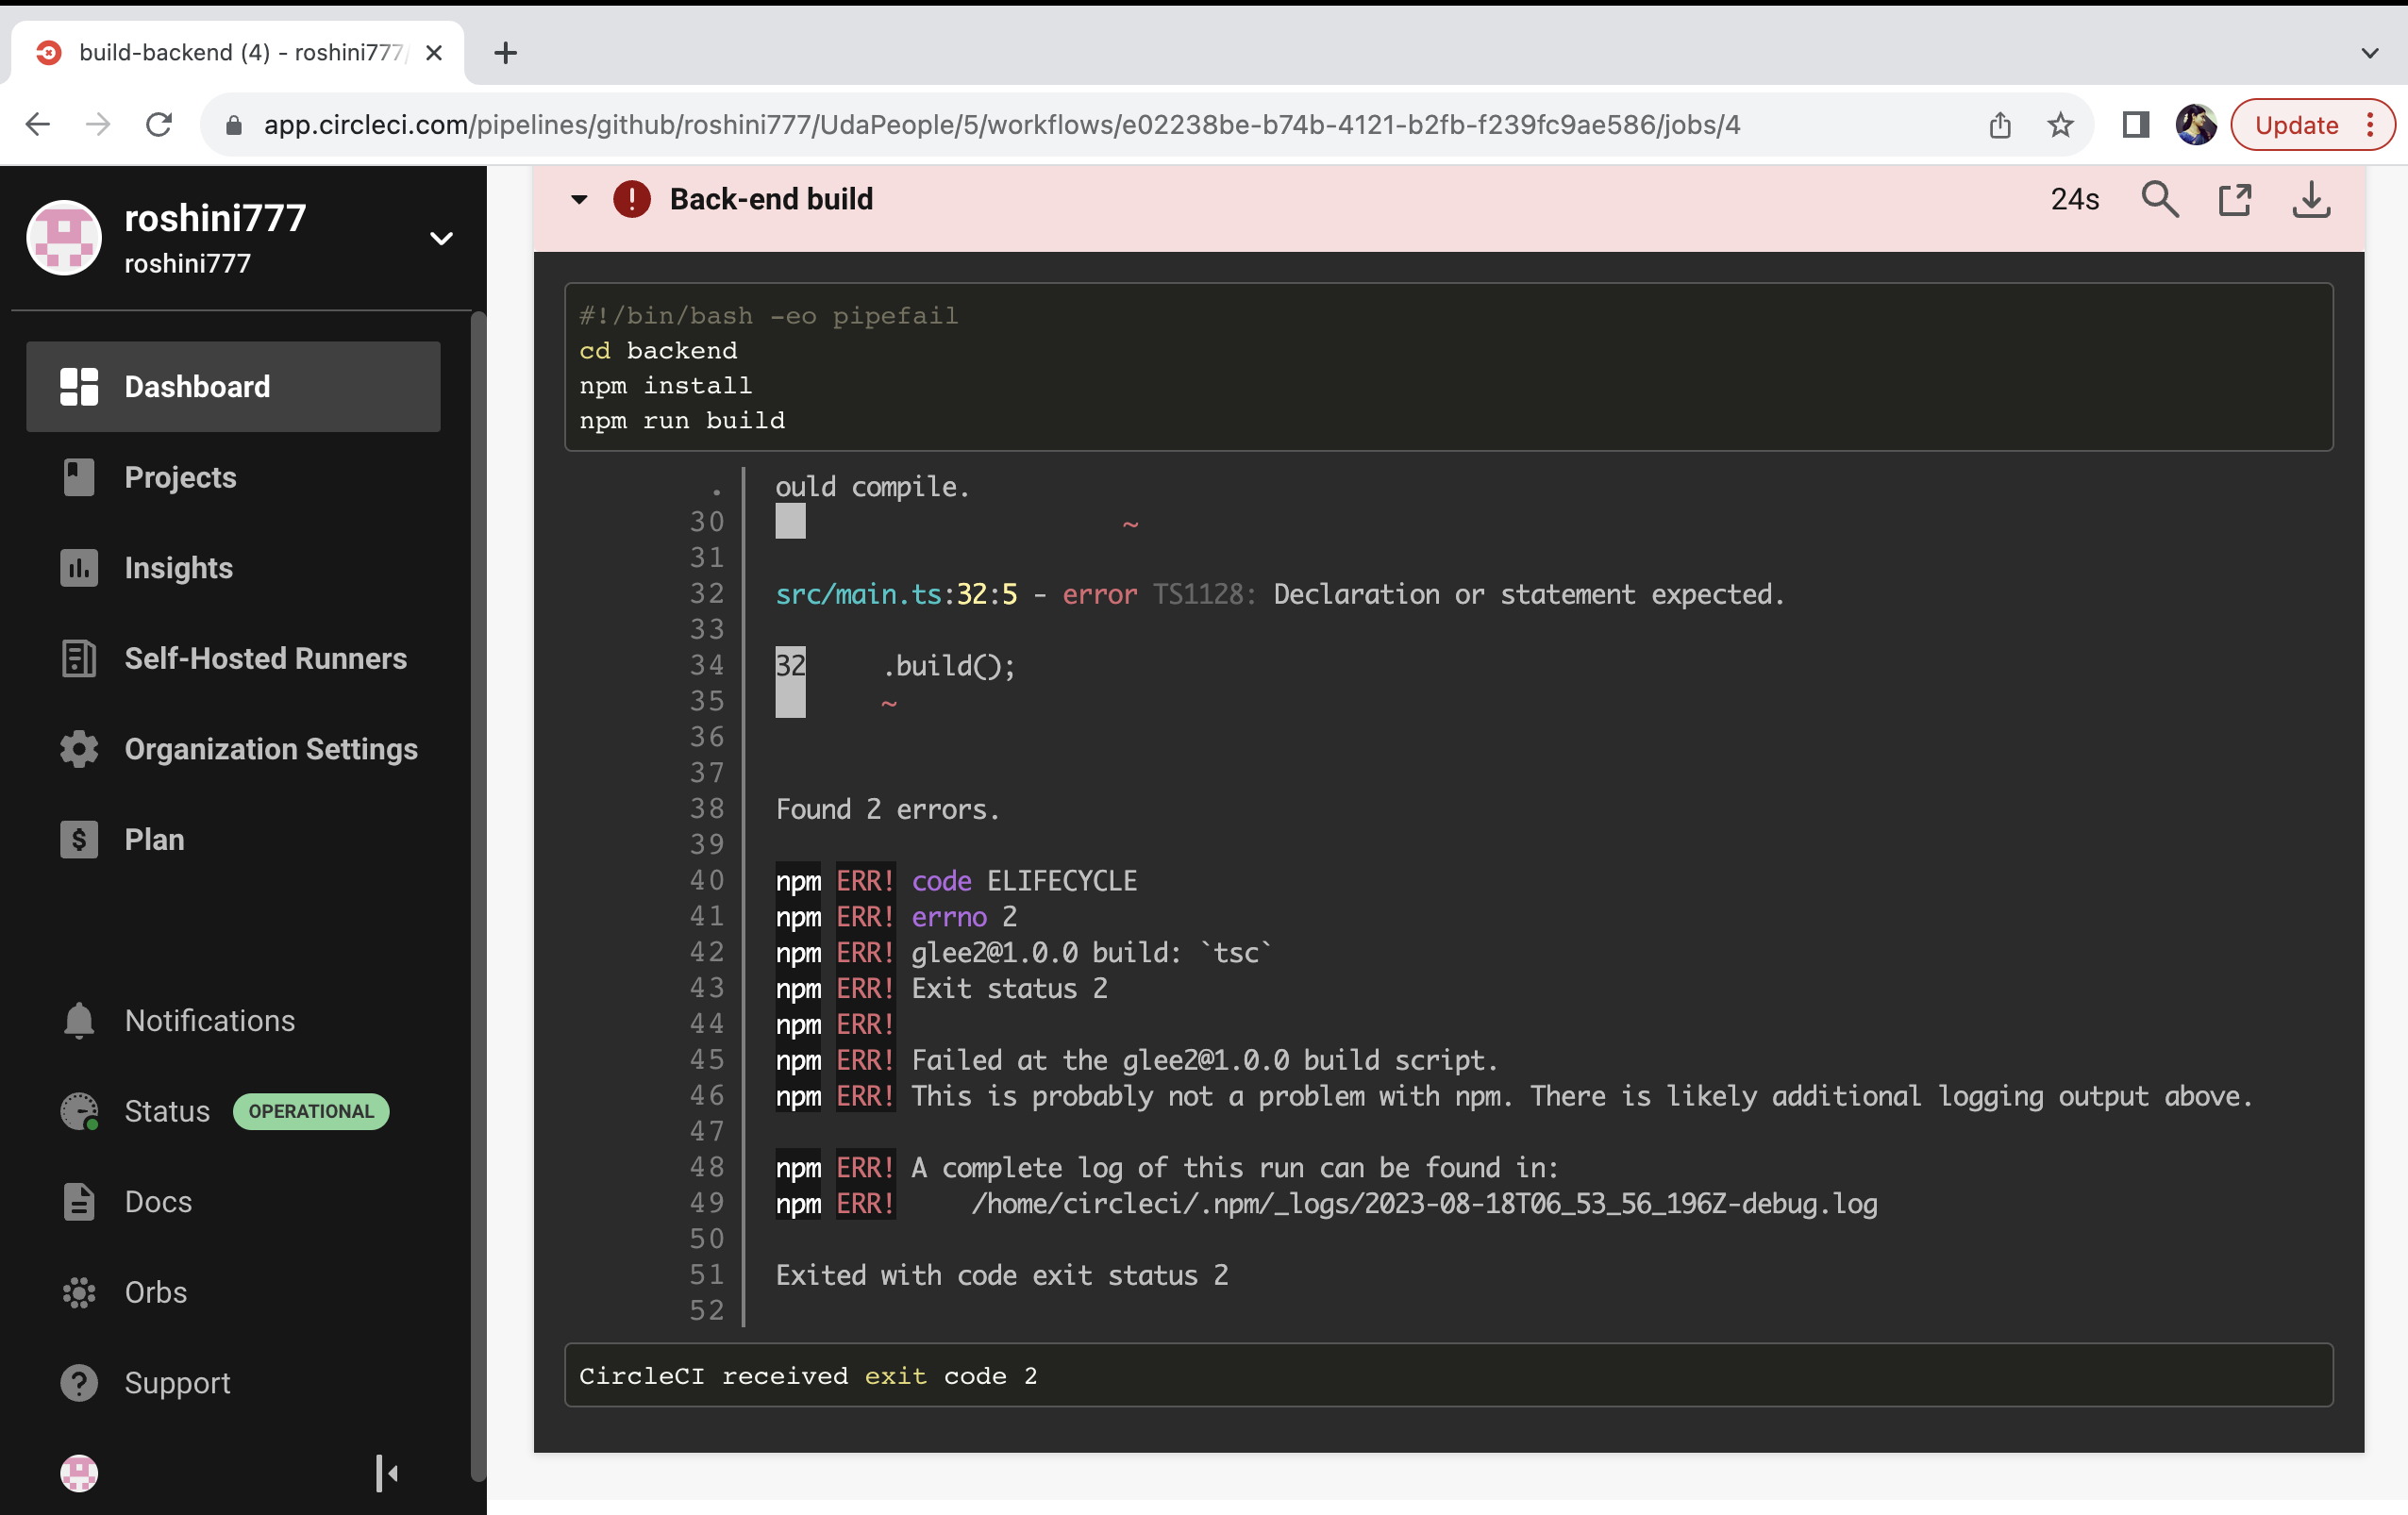 build-backend (4) - roshini777/
app.circleci.com/pipelines/github/roshini777/UdaPeople/5/workflows/e02238be-b74b-4121-b2fb-f239fc9ae586/jobs/4
Update
roshini777
roshini777
Dashboard
Projects
Insights
Self-Hosted Runners
Organization Settings
Plan
Notifications
Status OPERATIONAL
Docs
Orbs
Support
Back-end build
24s
#!/bin/bash -eo pipefail
cd backend
npm install
npm run build
. ould compile.
30 ~
31
32 src/main.ts:32:5 - error TS1128: Declaration or statement expected.
33
34 32 .build();
35 ~
36
37
38 Found 2 errors.
39
40 npm ERR! code ELIFECYCLE
41 npm ERR! errno 2
42 npm ERR! glee2@1.0.0 build: `tsc`
43 npm ERR! Exit status 2
44 npm ERR!
45 npm ERR! Failed at the glee2@1.0.0 build script.
46 npm ERR! This is probably not a problem with npm. There is likely additional logging output above.
47
48 npm ERR! A complete log of this run can be found in:
49 npm ERR! /home/circleci/.npm/_logs/2023-08-18T06_53_56_196Z-debug.log
50
51 Exited with code exit status 2
52
CircleCI received exit code 2